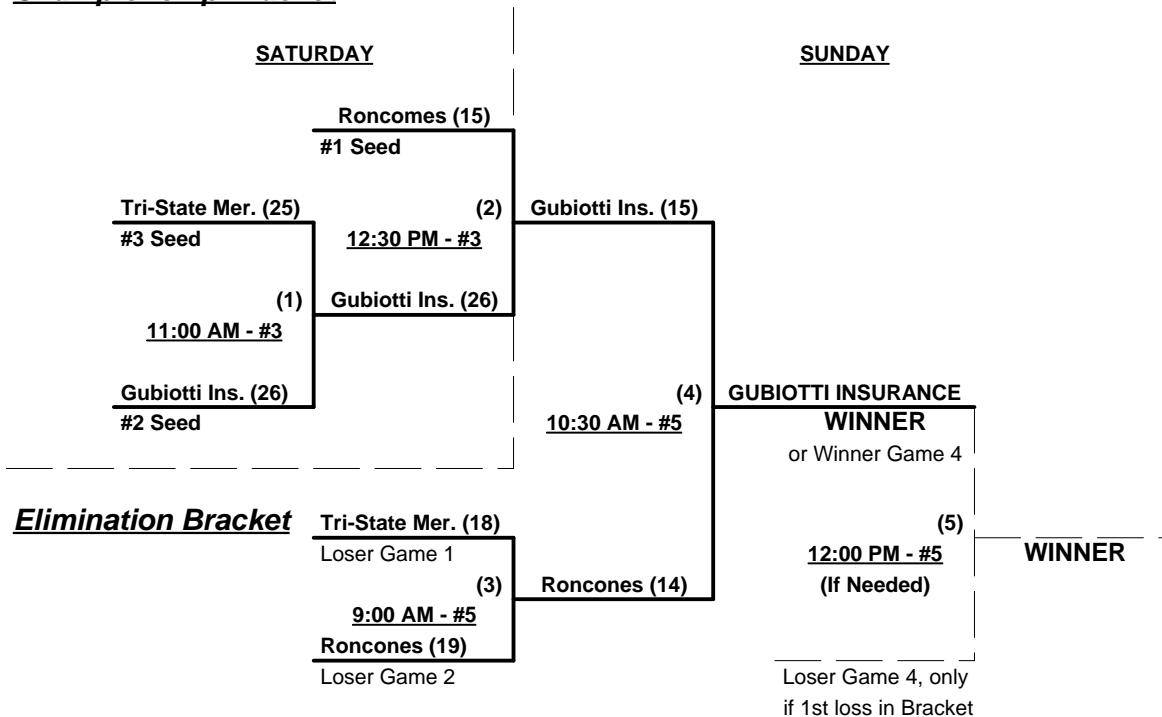 SATURDAY
SUNDAY
Roncomes (15)
#1 Seed
Tri-State Mer. (25)
(2)
Gubiotti Ins. (15)
#3 Seed
12:30 PM - #3
(1)
Gubiotti Ins. (26)
11:00 AM - #3
Gubiotti Ins. (26)
(4)
GUBIOTTI INSURANCE
#2 Seed
10:30 AM - #5
WINNER
or Winner Game 4
Elimination Bracket
Tri-State Mer. (18)
(5)
Loser Game 1
12:00 PM - #5
WINNER
(3)
Roncones (14)
(If Needed)
9:00 AM - #5
Roncones (19)
Loser Game 2
Loser Game 4, only
if 1st loss in Bracket